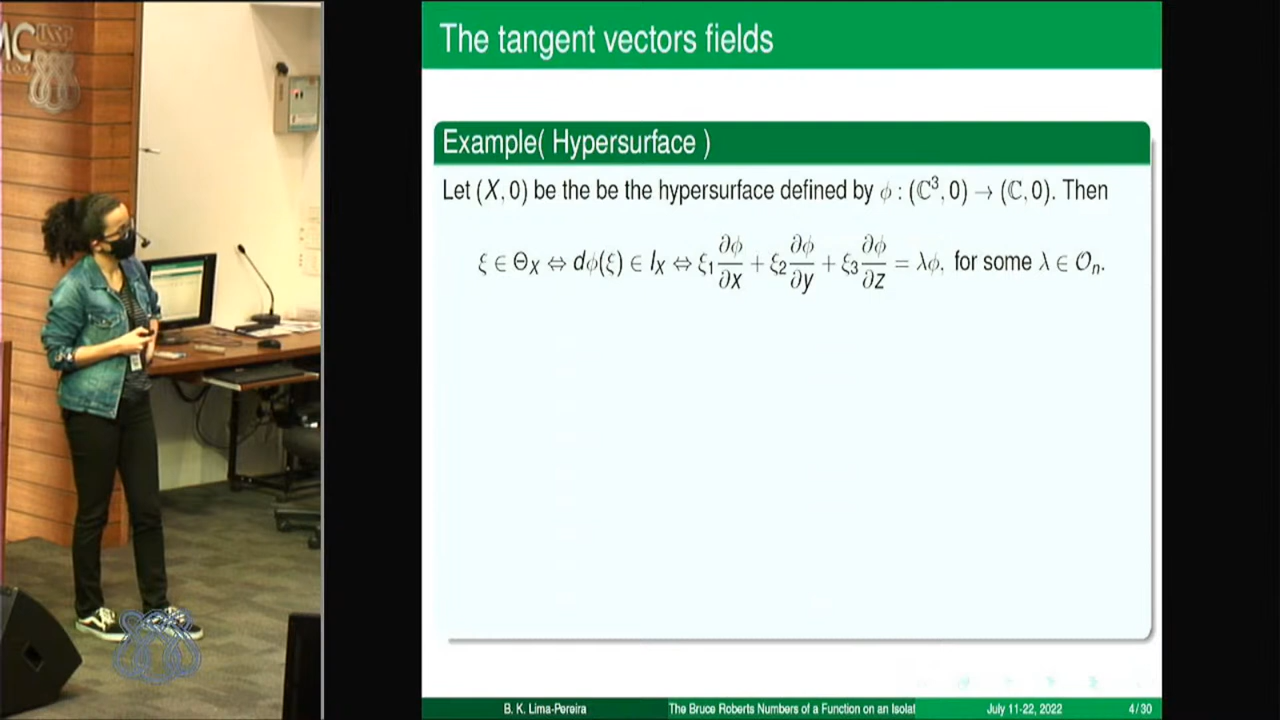 The tangent vectors fields
Example( Hypersurface )
Let (X, 0) be the be the hypersurface defined by ϕ : (ℂ³, 0) → (ℂ, 0). Then
ξ ∈ Θ_X ⇔ dϕ(ξ) ∈ I_X ⇔ ξ₁ ∂ϕ/∂x + ξ₂ ∂ϕ/∂y + ξ₃ ∂ϕ/∂z = λϕ, for some λ ∈ 𝒪ₙ.
B. K. Lima-Pereira
The Bruce Roberts Numbers of a Function on an Isolat
July 11-22, 2022
4/30